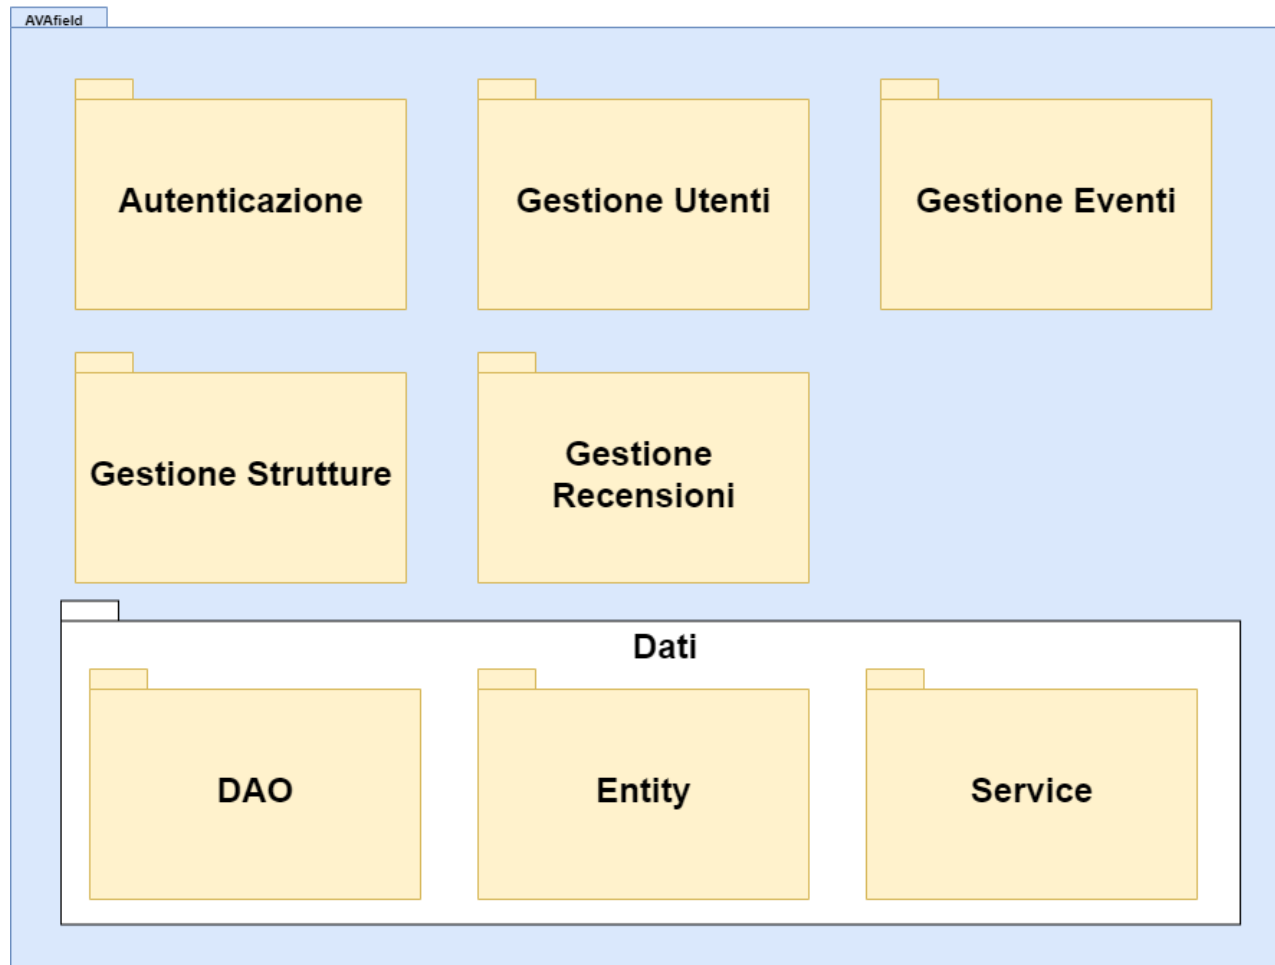 AVAfield
Autenticazione
Gestione Utenti
Gestione Eventi
Gestione Strutture
Gestione
Recensioni
Dati
DAO
Entity
Service